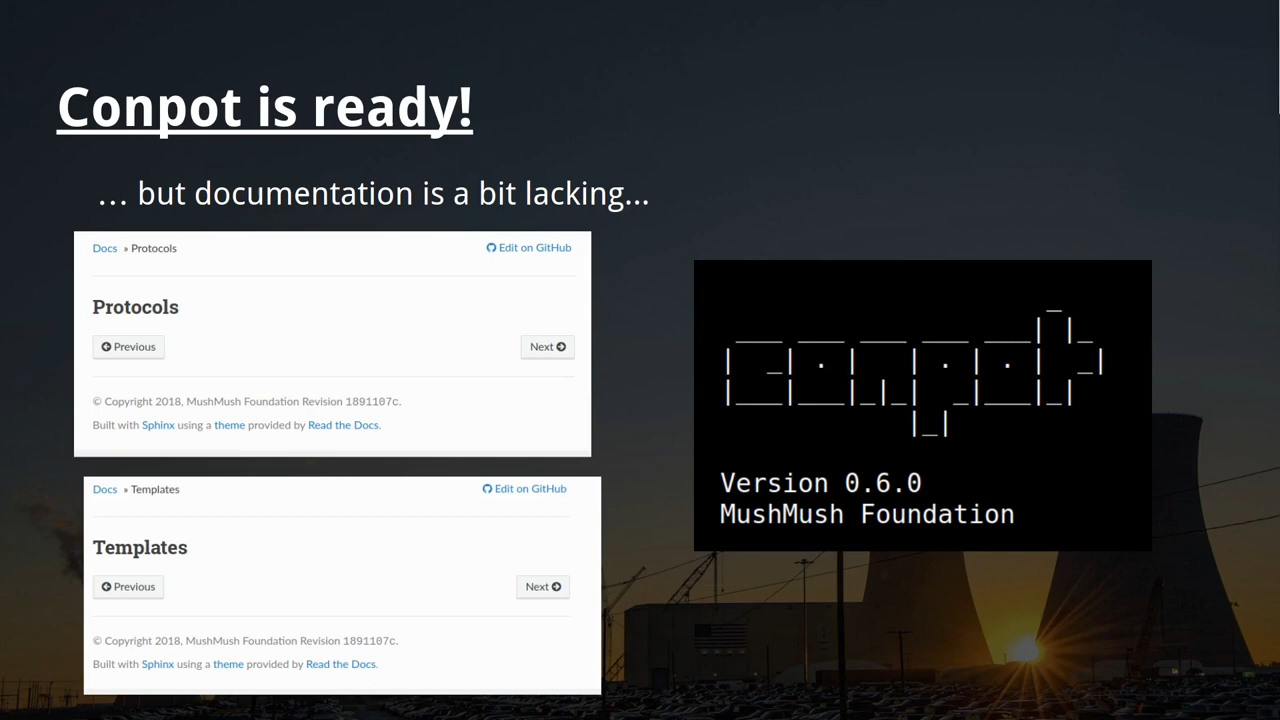 Conpot is ready!
… but documentation is a bit lacking...
Docs » Protocols
Edit on GitHub
Protocols
Previous
Next
© Copyright 2018, MushMush Foundation Revision 1891107c.
Built with Sphinx using a theme provided by Read the Docs.
Docs » Templates
Edit on GitHub
Templates
Previous
Next
© Copyright 2018, MushMush Foundation Revision 1891107c.
Built with Sphinx using a theme provided by Read the Docs.
conpot
Version 0.6.0
MushMush Foundation